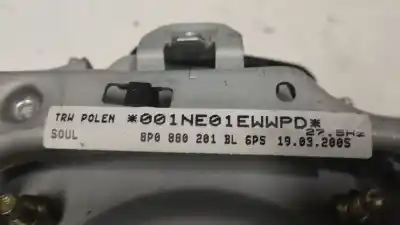 TRW POLEN *001NE01EWWPD*
27.5Hz
SOUL 8P0 880 201 BL 6PS 19.03.2005